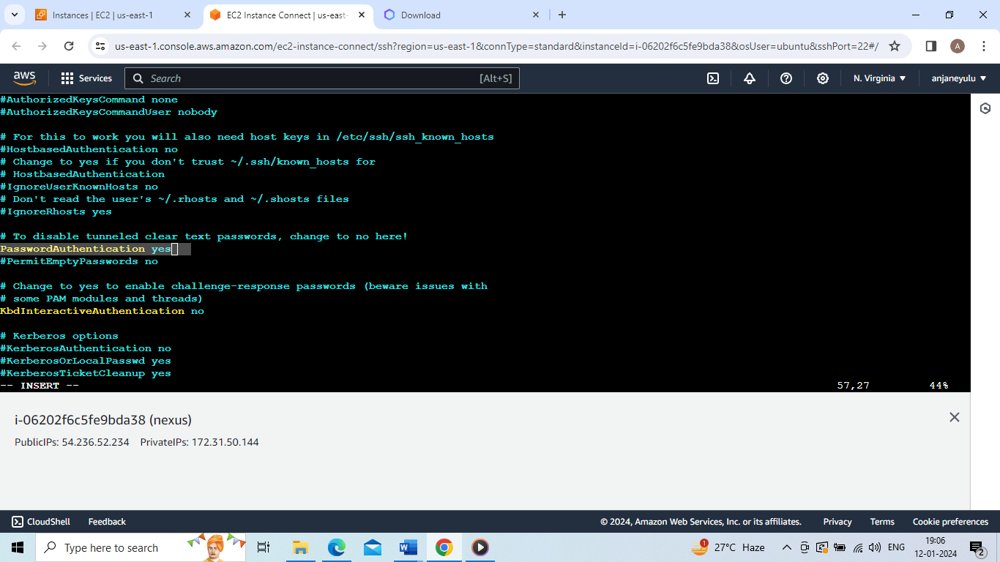 Instances | EC2 | us-east-1
EC2 Instance Connect | us-east-
Download
us-east-1.console.aws.amazon.com/ec2-instance-connect/ssh?region=us-east-1&connType=standard&instanceId=i-06202f6c5fe9bda38&osUser=ubuntu&sshPort=22#/
A
aws
Services
Search
[Alt+S]
N. Virginia
anjaneyulu
#AuthorizedKeysCommand none
#AuthorizedKeysCommandUser nobody
# For this to work you will also need host keys in /etc/ssh/ssh_known_hosts
#HostbasedAuthentication no
# Change to yes if you don't trust ~/.ssh/known_hosts for
# HostbasedAuthentication
#IgnoreUserKnownHosts no
# Don't read the user's ~/.rhosts and ~/.shosts files
#IgnoreRhosts yes
# To disable tunneled clear text passwords, change to no here!
PasswordAuthentication yes
#PermitEmptyPasswords no
# Change to yes to enable challenge-response passwords (beware issues with
# some PAM modules and threads)
KbdInteractiveAuthentication no
# Kerberos options
#KerberosAuthentication no
#KerberosOrLocalPasswd yes
#KerberosTicketCleanup yes
-- INSERT --
57,27
44%
i-06202f6c5fe9bda38 (nexus)
PublicIPs: 54.236.52.234 PrivateIPs: 172.31.50.144
CloudShell
Feedback
© 2024, Amazon Web Services, Inc. or its affiliates.
Privacy
Terms
Cookie preferences
Type here to search
1
27°C Haze
ENG
19:06
12-01-2024
2